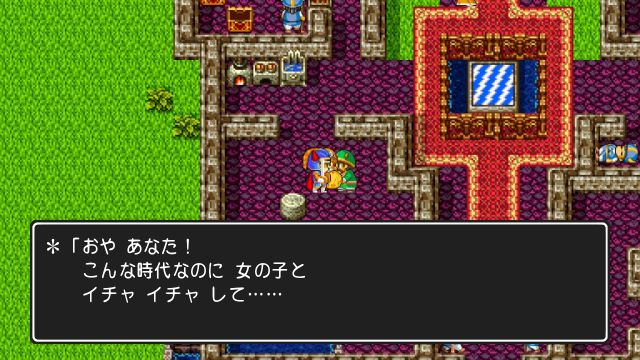 ＊「おや あなた！
こんな時代なのに 女の子と
イチャ イチャ して……